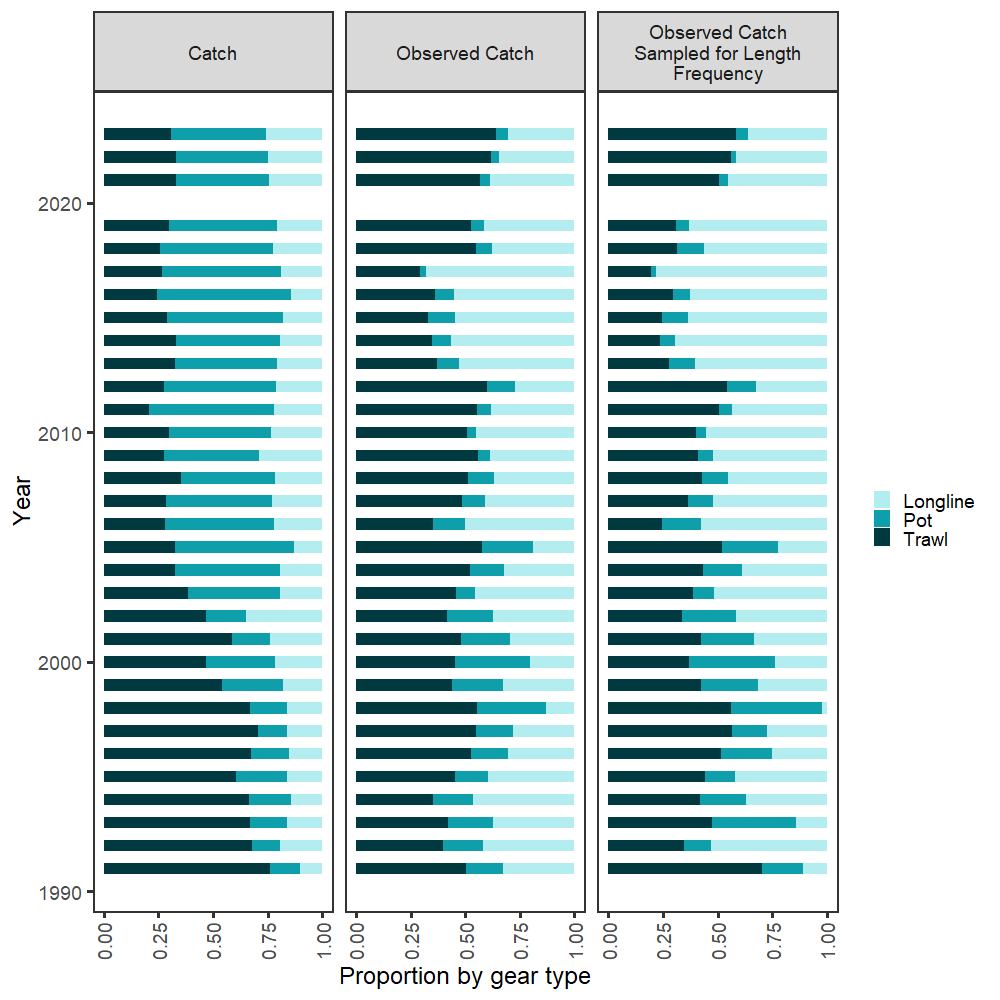 Catch
Observed Catch
Observed Catch
Sampled for Length
Frequency
Year
2020
2010
2000
1990
0.00
0.25
0.50
0.75
1.00
0.00
0.25
0.50
0.75
1.00
0.00
0.25
0.50
0.75
1.00
Proportion by gear type
Longline
Pot
Trawl